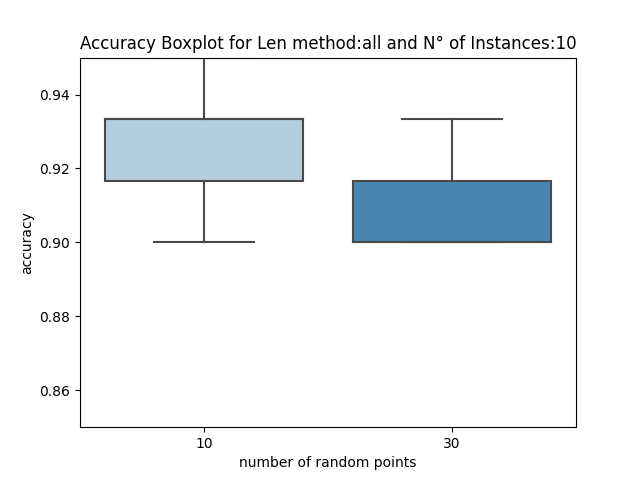 Accuracy Boxplot for Len method:all and N° of Instances:10
0.94
0.92
0.90
0.88
0.86
accuracy
10 30
number of random points